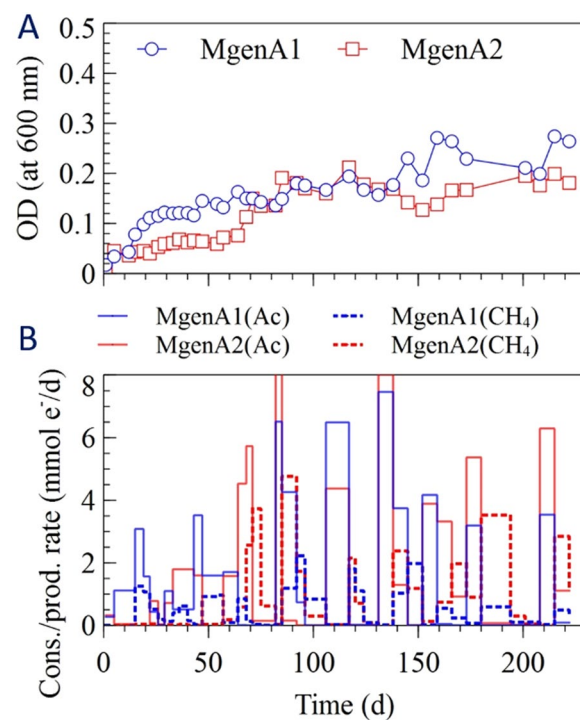 A
MgenA1 MgenA2
OD (at 600 nm)
0.5
0.4
0.3
0.2
0.1
0
MgenA1(Ac) MgenA1(CH₄)
MgenA2(Ac) MgenA2(CH₄)
B
Cons./prod. rate (mmol e⁻/d)
8
6
4
2
0
0 50 100 150 200
Time (d)